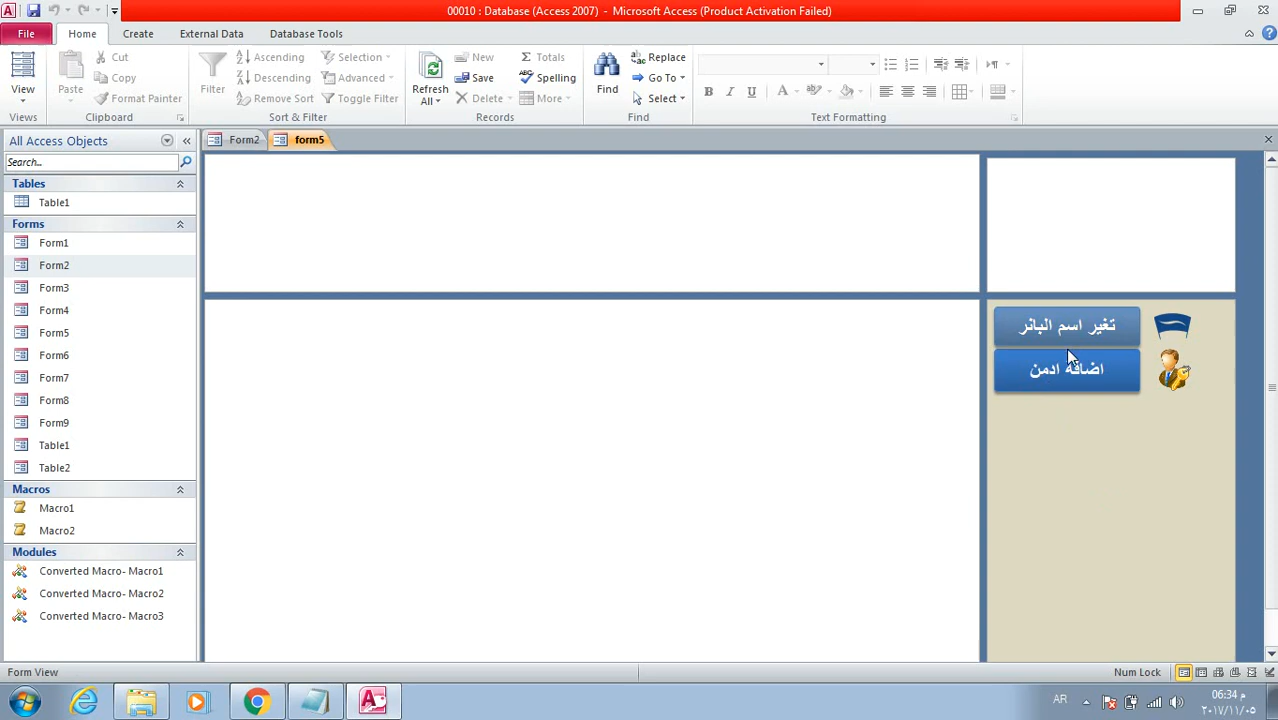 00010 : Database (Access 2007) - Microsoft Access (Product Activation Failed)
File
Home
Create
External Data
Database Tools
View
Views
Paste
Cut
Copy
Format Painter
Clipboard
Filter
Ascending
Descending
Remove Sort
Selection
Advanced
Toggle Filter
Sort & Filter
Refresh
All
New
Save
Delete
Totals
Spelling
More
Records
Find
Replace
Go To
Select
Find
B I U A
Text Formatting
All Access Objects
Form2
form5
Search...
Tables
Table1
Forms
Form1
Form2
Form3
Form4
Form5
Form6
Form7
Form8
Form9
Table1
Table2
Macros
Macro1
Macro2
Modules
Converted Macro- Macro1
Converted Macro- Macro2
Converted Macro- Macro3
تغير اسم البانر
اضافة ادمن
Form View
Num Lock
AR
06:34 م
٢٠١٧/١١/٠٥